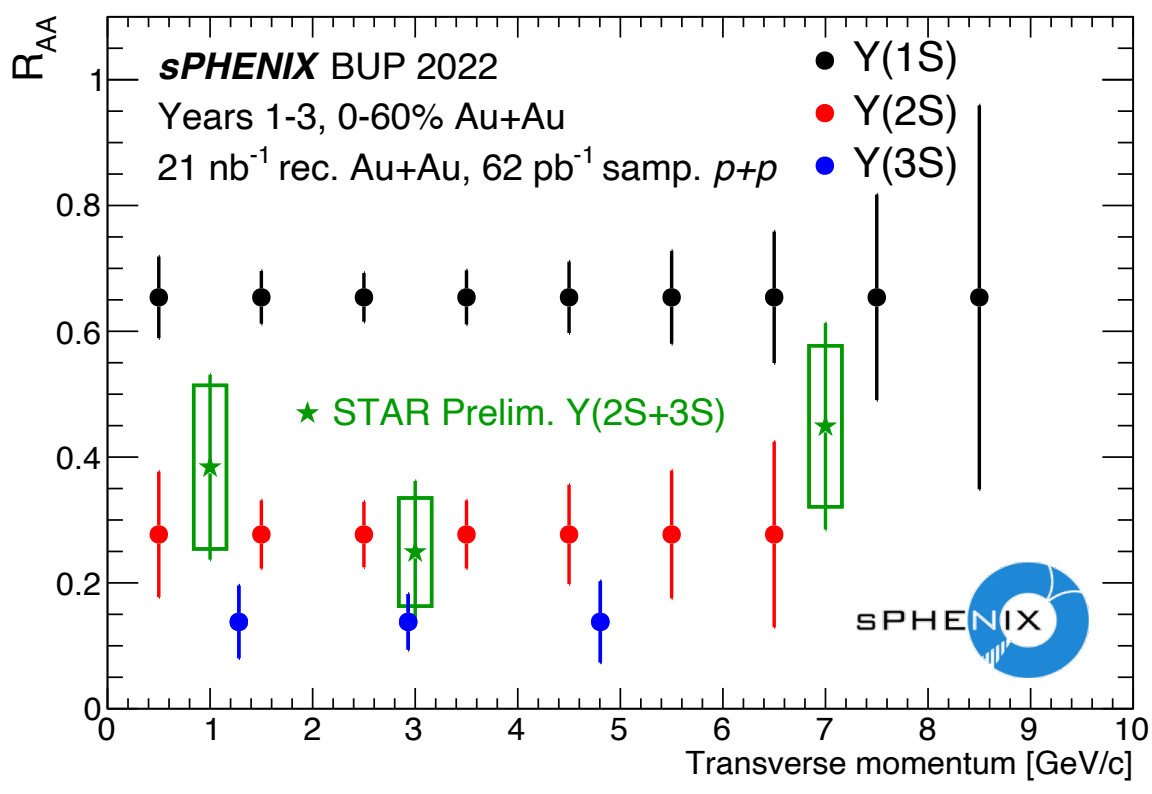 R_AA
sPHENIX BUP 2022
Years 1-3, 0-60% Au+Au
21 nb⁻¹ rec. Au+Au, 62 pb⁻¹ samp. p+p
Υ(1S)
Υ(2S)
Υ(3S)
★ STAR Prelim. Υ(2S+3S)
1
0.8
0.6
0.4
0.2
0
sPHENIX
0 1 2 3 4 5 6 7 8 9 10
Transverse momentum [GeV/c]